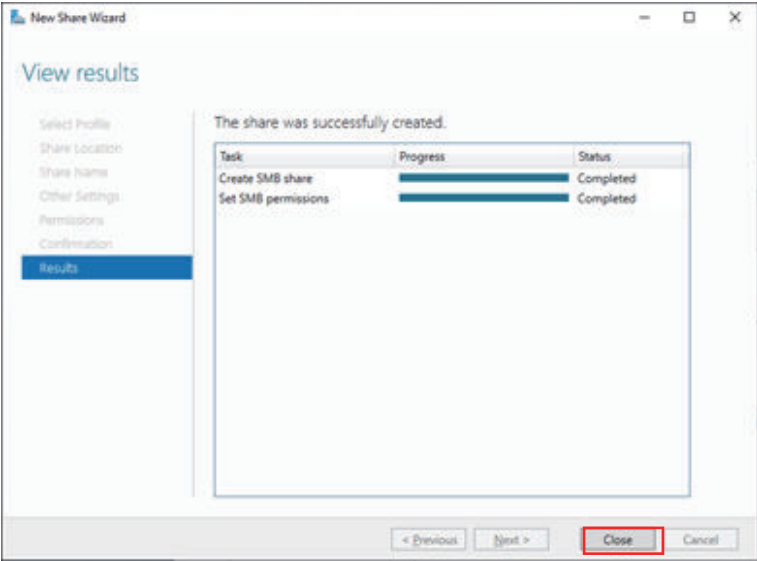 New Share Wizard
View results
Select Profile
Share Location
Share Name
Other Settings
Permissions
Confirmation
Results
The share was successfully created.
Task Progress Status
Create SMB share Completed
Set SMB permissions Completed
< Previous Next > Close Cancel